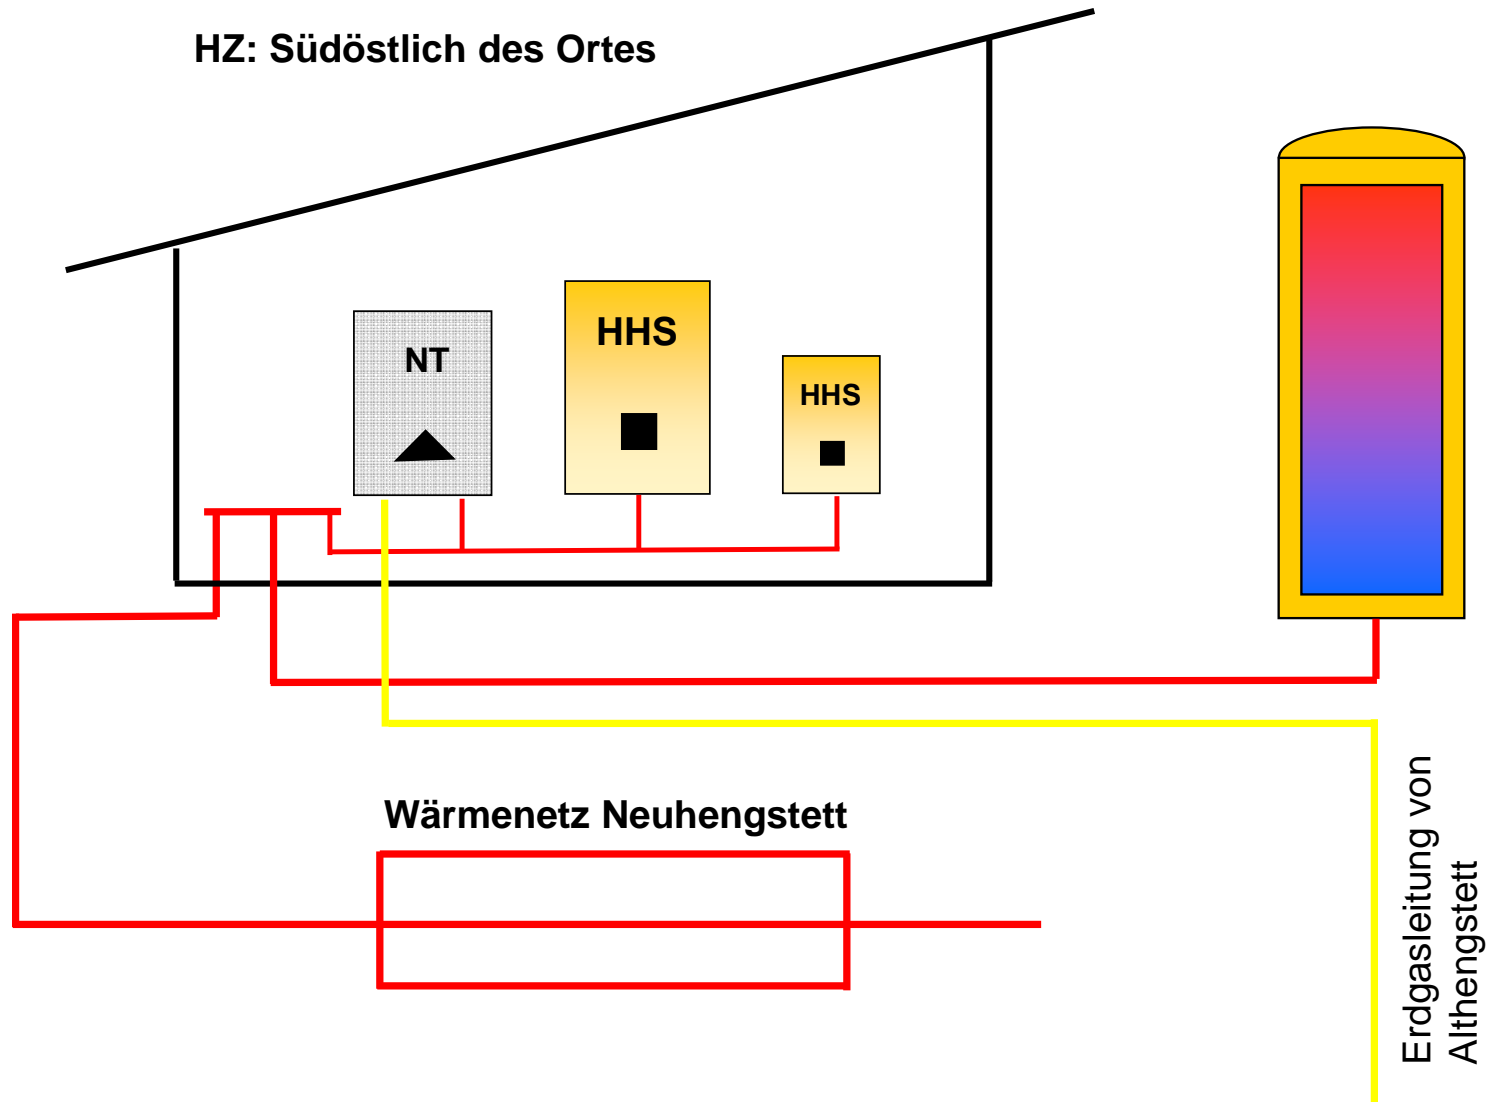 HZ: Südöstlich des Ortes
NT
HHS
HHS
Wärmenetz Neuhengstett
Erdgasleitung von
Althengstett